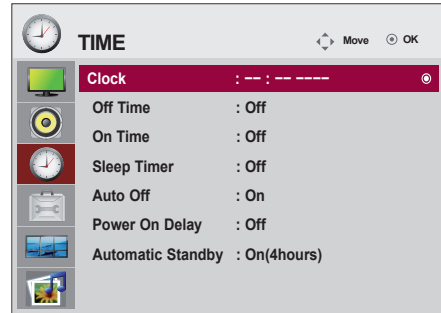 TIME Move OK
Clock : -- : -- ----
Off Time : Off
On Time : Off
Sleep Timer : Off
Auto Off : On
Power On Delay : Off
Automatic Standby : On(4hours)